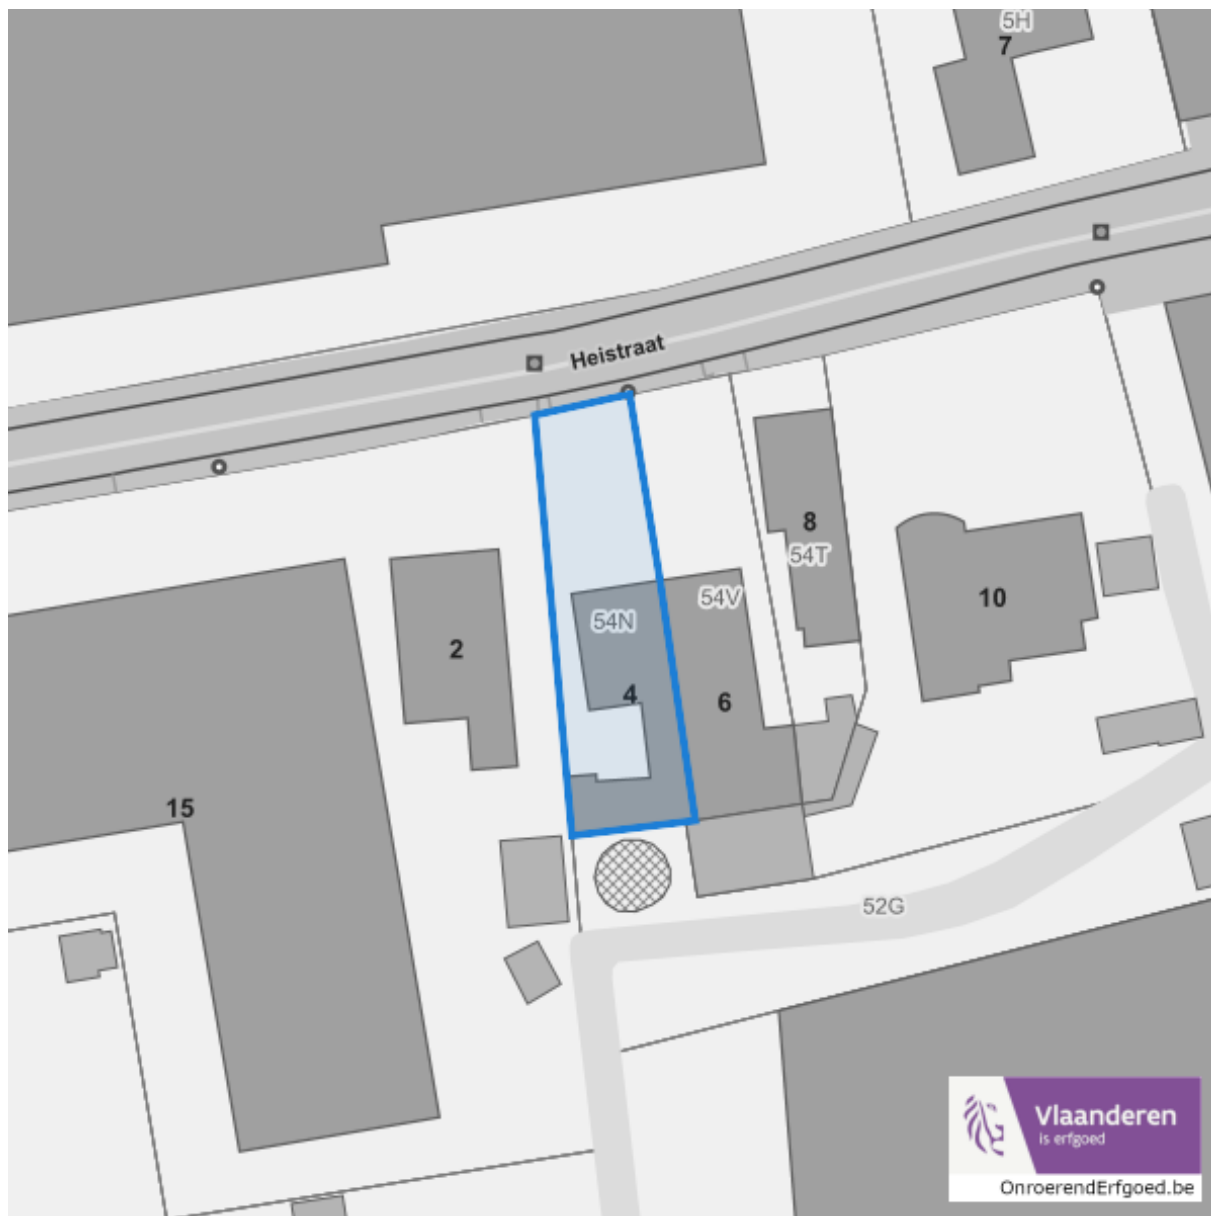 5H
7
Heistraat
8
54T
10
54V
54N
2
4
6
15
52G
Vlaanderen
is erfgoed
OnroerendErfgoed.be